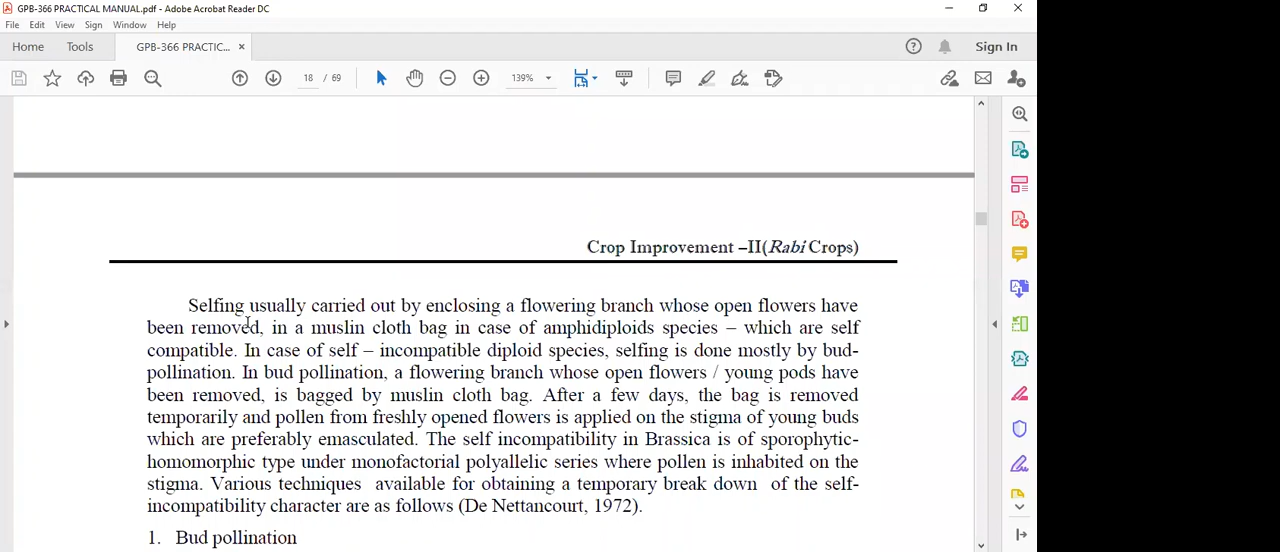 GPB-366 PRACTICAL MANUAL.pdf - Adobe Acrobat Reader DC
File Edit View Sign Window Help
Home Tools GPB-366 PRACTIC... × Sign In
18 / 69 139%
Crop Improvement –II(Rabi Crops)
Selfing usually carried out by enclosing a flowering branch whose open flowers have
been removed, in a muslin cloth bag in case of amphidiploids species – which are self
compatible. In case of self – incompatible diploid species, selfing is done mostly by bud-
pollination. In bud pollination, a flowering branch whose open flowers / young pods have
been removed, is bagged by muslin cloth bag. After a few days, the bag is removed
temporarily and pollen from freshly opened flowers is applied on the stigma of young buds
which are preferably emasculated. The self incompatibility in Brassica is of sporophytic-
homomorphic type under monofactorial polyallelic series where pollen is inhabited on the
stigma. Various techniques available for obtaining a temporary break down of the self-
incompatibility character are as follows (De Nettancourt, 1972).
1. Bud pollination